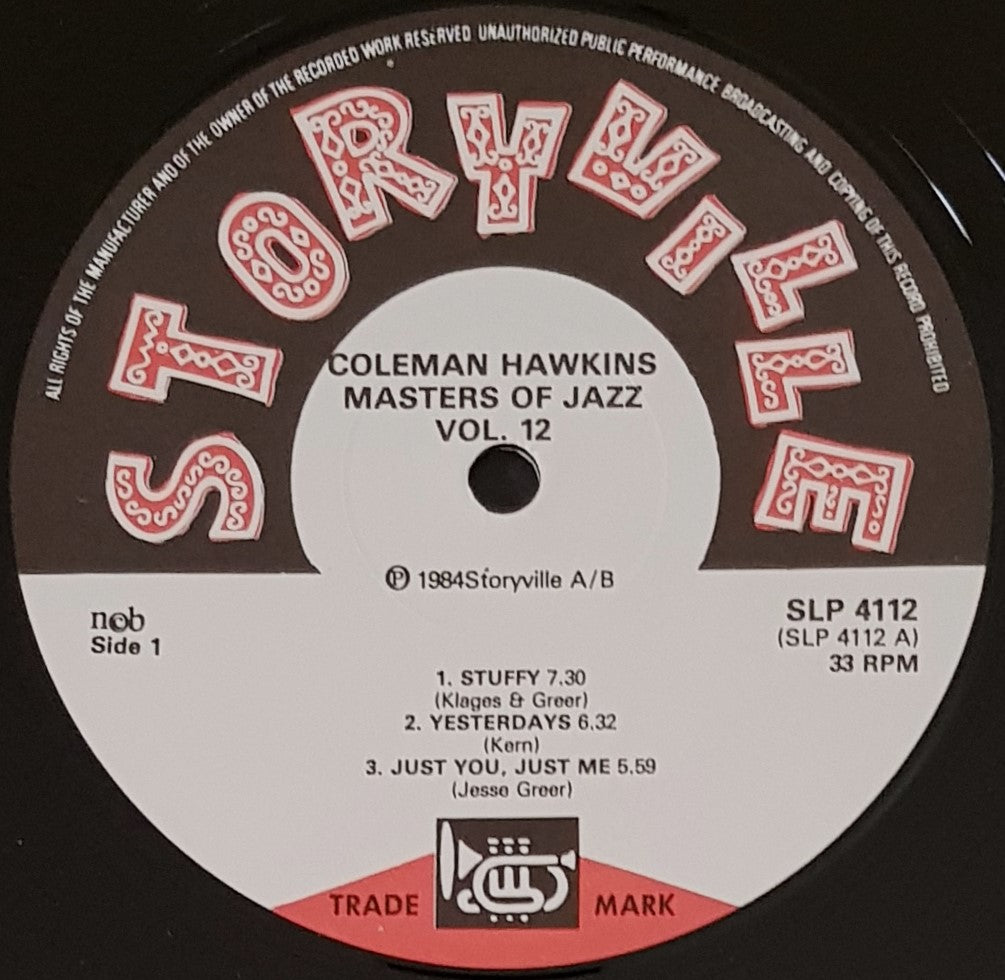 ALL RIGHTS OF THE MANUFACTURER AND OF THE OWNER OF THE RECORDED WORK RESERVED UNAUTHORIZED PUBLIC PERFORMANCE BROADCASTING AND COPYING OF THIS RECORD PROHIBITED
STORYVILLE
COLEMAN HAWKINS
MASTERS OF JAZZ
VOL. 12
℗ 1984Storyville A/B
ncb
Side 1
SLP 4112
(SLP 4112 A)
33 RPM
1. STUFFY 7.30
(Klages & Greer)
2. YESTERDAYS 6.32
(Kern)
3. JUST YOU, JUST ME 5.59
(Jesse Greer)
TRADE MARK